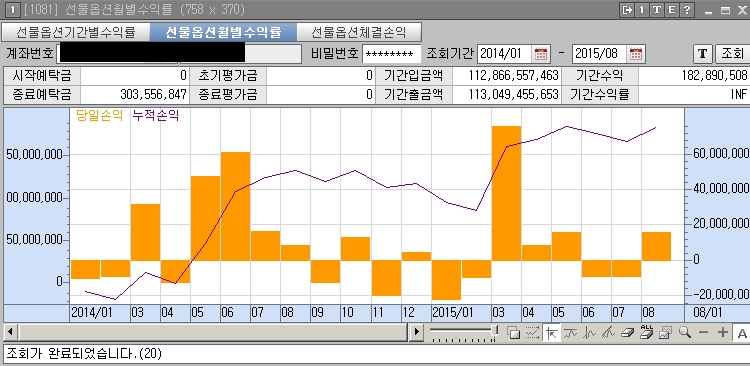 1 [1081] 선물옵션월별수익률 (758 x 370) 1 T E ?
선물옵션기간별수익률 선물옵션월별수익률 선물옵션체결손익
계좌번호 비밀번호 ******** 조회기간 2014/01 - 2015/08 T 조회
시작예탁금 0 초기평가금 0 기간입금액 112,866,557,463 기간수익 182,890,508
종료예탁금 303,556,847 종료평가금 0 기간출금액 113,049,455,653 기간수익률 INF
당일손익 누적손익
50,000,000 60,000,000
00,000,000 40,000,000
50,000,000 20,000,000
0 0
-20,000,000
2014/01 03 04 05 06 07 08 09 10 11 12 2015/01 03 04 05 06 07 08 08/01
ALL A
조회가 완료되었습니다.(20)